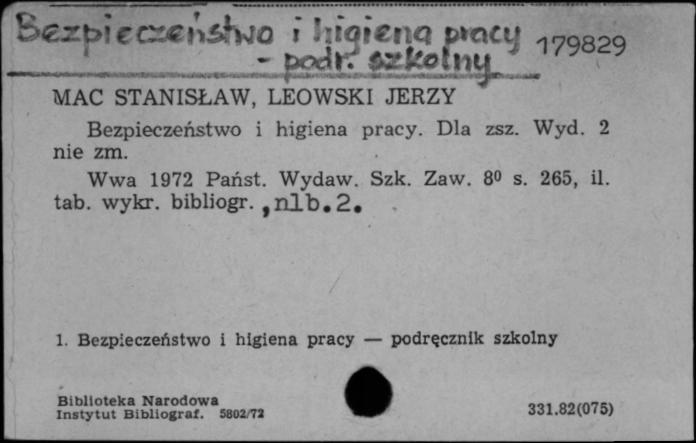 Bezpieczeństwo i higiena pracy 179829
- podr. szkolny
MAC STANISŁAW, LEOWSKI JERZY
Bezpieczeństwo i higiena pracy. Dla zsz. Wyd. 2
nie zm.
Wwa 1972 Państ. Wydaw. Szk. Zaw. 8⁰ s. 265, il.
tab. wykr. bibliogr. ,nlb.2.
1. Bezpieczeństwo i higiena pracy — podręcznik szkolny
Biblioteka Narodowa
Instytut Bibliograf. 5802/72
331.82(075)